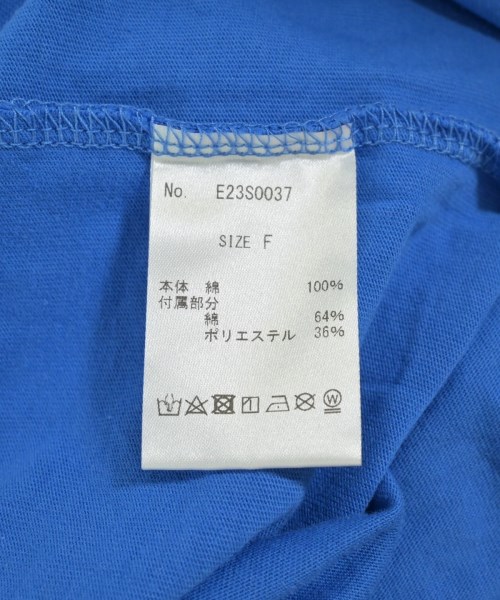 No. E23S0037
SIZE F
本体 綿 100%
付属部分
綿 64%
ポリエステル 36%
W